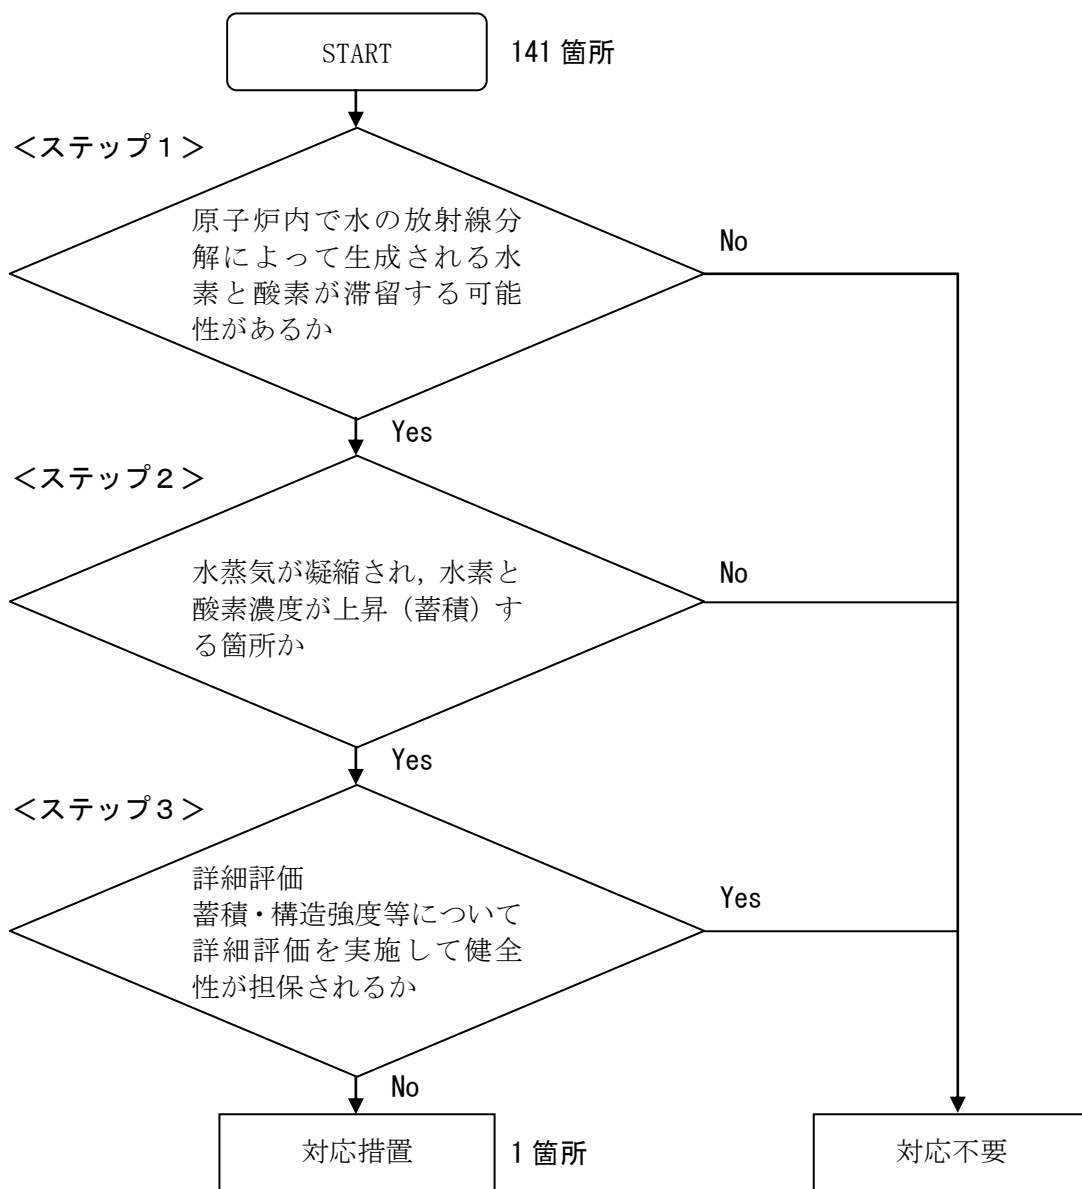 START
141 箇所
＜ステップ１＞
原子炉内で水の放射線分
解によって生成される水
素と酸素が滞留する可能
性があるか
No
Yes
＜ステップ２＞
水蒸気が凝縮され，水素と
酸素濃度が上昇（蓄積）す
る箇所か
No
Yes
＜ステップ３＞
詳細評価
蓄積・構造強度等について
詳細評価を実施して健全
性が担保されるか
Yes
No
対応措置
1 箇所
対応不要